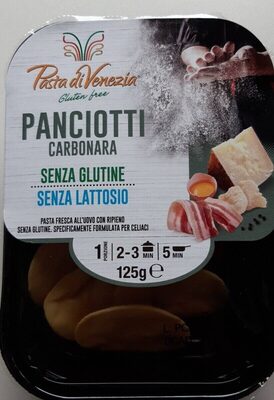 Pasta di Venezia
Gluten free
PANCIOTTI
CARBONARA
SENZA GLUTINE
SENZA LATTOSIO
PASTA FRESCA ALL'UOVO CON RIPIENO
SENZA GLUTINE. SPECIFICAMENTE FORMULATA PER CELIACI
1 PORZIONE 2-3 MIN 5 MIN
125g e